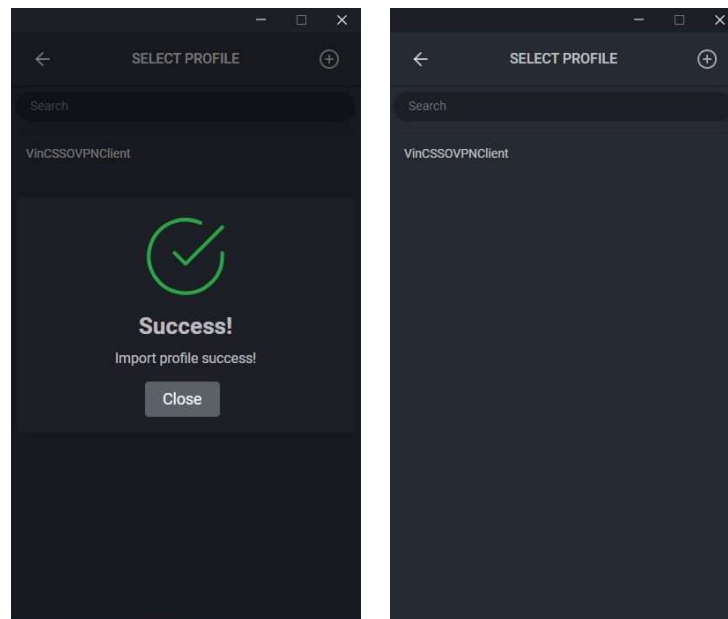 SELECT PROFILE
Search
VinCSSOVPNClient
Success!
Import profile success!
Close
SELECT PROFILE
Search
VinCSSOVPNClient